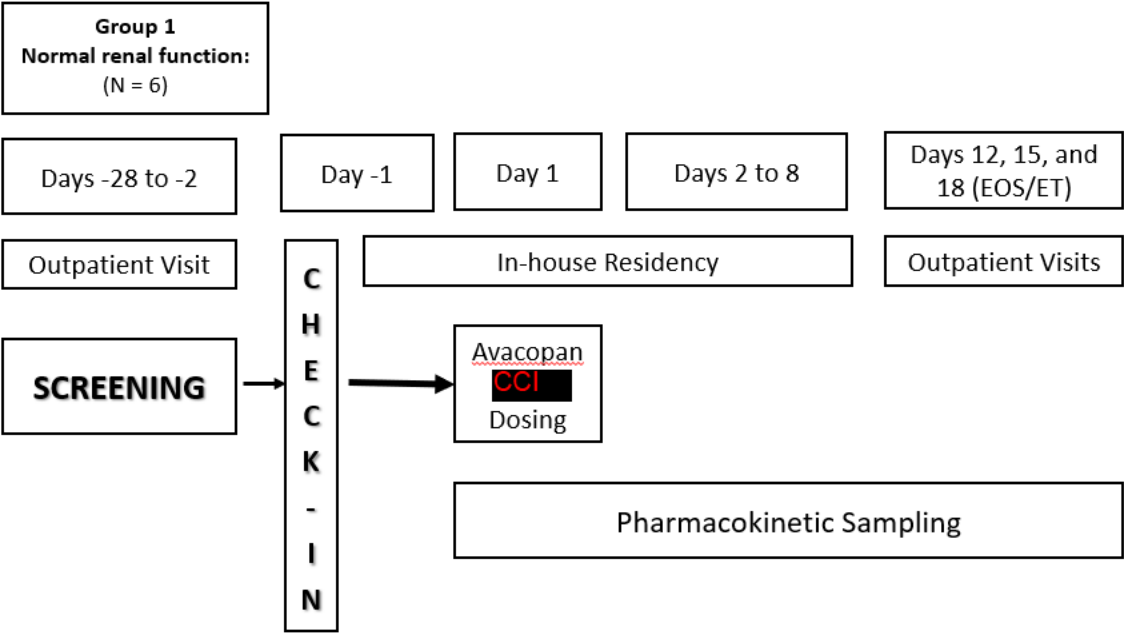 Group 1
Normal renal function:
(N = 6)
Days -28 to -2
Day -1
Day 1
Days 2 to 8
Days 12, 15, and
18 (EOS/ET)
Outpatient Visit
In-house Residency
Outpatient Visits
SCREENING
C
H
E
C
K
-
I
N
Avacopan
CCI
Dosing
Pharmacokinetic Sampling